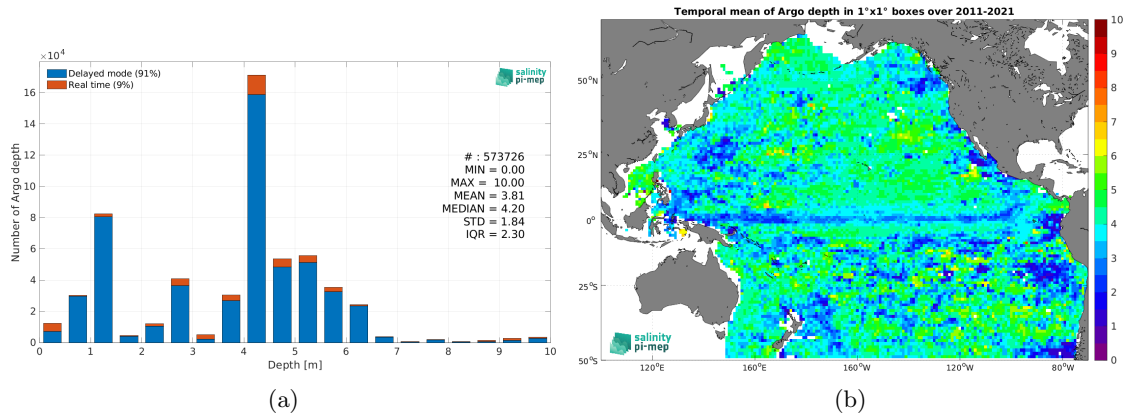 ×10⁴
Delayed mode (91%)
Real time (9%)
salinity
pi-mep
# : 573726
MIN = 0.00
MAX = 10.00
MEAN = 3.81
MEDIAN = 4.20
STD = 1.84
IQR = 2.30
Number of Argo depth
16
14
12
10
8
6
4
2
0
0 1 2 3 4 5 6 7 8 9 10
Depth [m]
(a)
Temporal mean of Argo depth in 1°x1° boxes over 2011-2021
50°N
25°N
0°
25°S
50°S
120°E 160°E 160°W 120°W 80°W
salinity
pi-mep
10
9
8
7
6
5
4
3
2
1
0
(b)